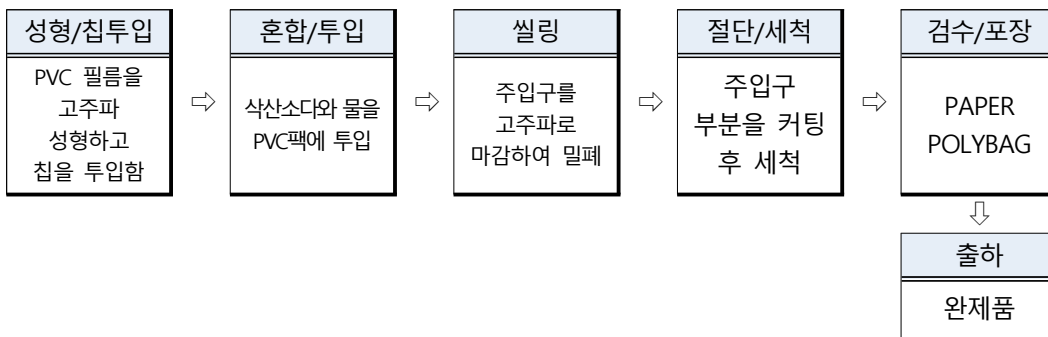 성형/칩투입
PVC 필름을
고주파
성형하고
칩을 투입함
⇨
혼합/투입
삭산소다와 물을
PVC팩에 투입
⇨
씰링
주입구를
고주파로
마감하여 밀폐
⇨
절단/세척
주입구
부분을 커팅
후 세척
⇨
검수/포장
PAPER
POLYBAG
⇩
출하
완제품